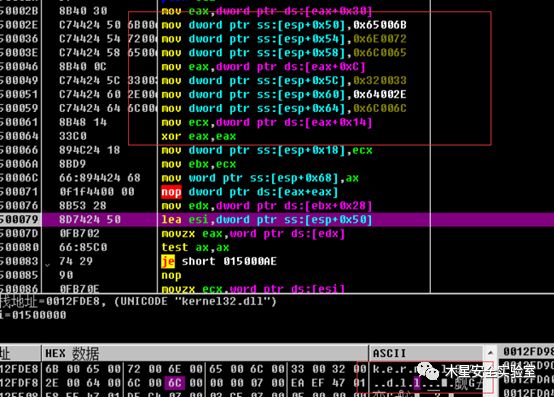 500028 8B40 30 mov eax,dword ptr ds:[eax+0x30]
50002E C74424 50 6B00 mov dword ptr ss:[esp+0x50],0x65006B
500036 C74424 54 7200 mov dword ptr ss:[esp+0x54],0x6E0072
50003E C74424 58 6500 mov dword ptr ss:[esp+0x58],0x6C0065
500046 8B40 0C mov eax,dword ptr ds:[eax+0xC]
500049 C74424 5C 3300 mov dword ptr ss:[esp+0x5C],0x320033
500051 C74424 60 2E00 mov dword ptr ss:[esp+0x60],0x64002E
500059 C74424 64 6C00 mov dword ptr ss:[esp+0x64],0x6C006C
500061 8B48 14 mov ecx,dword ptr ds:[eax+0x14]
500064 33C0 xor eax,eax
500066 894C24 18 mov dword ptr ss:[esp+0x18],ecx
50006A 8BD9 mov ebx,ecx
50006C 66:894424 68 mov word ptr ss:[esp+0x68],ax
500071 0F1F4400 00 nop dword ptr ds:[eax+eax]
500076 8B53 28 mov edx,dword ptr ds:[ebx+0x28]
500079 8D7424 50 lea esi,dword ptr ss:[esp+0x50]
50007D 0FB702 movzx eax,word ptr ds:[edx]
500080 66:85C0 test ax,ax
500083 74 29 je short 015000AE
500085 90 nop
500086 0FB70E movzx ecx,word ptr ds:[esi]
栈地址=0012FDE8, (UNICODE "kernel32.dll")
i=01500000
址 HEX 数据 ASCII
12FDE8 6B 00 65 00 72 00 6E 00 65 00 6C 00 33 00 32 00 k.e.r.n.
12FDF8 2E 00 64 00 6C 00 6C 00 00 00 07 00 EA EF 47 01 ..d.l.l.
0012FD98
木星安全实验室